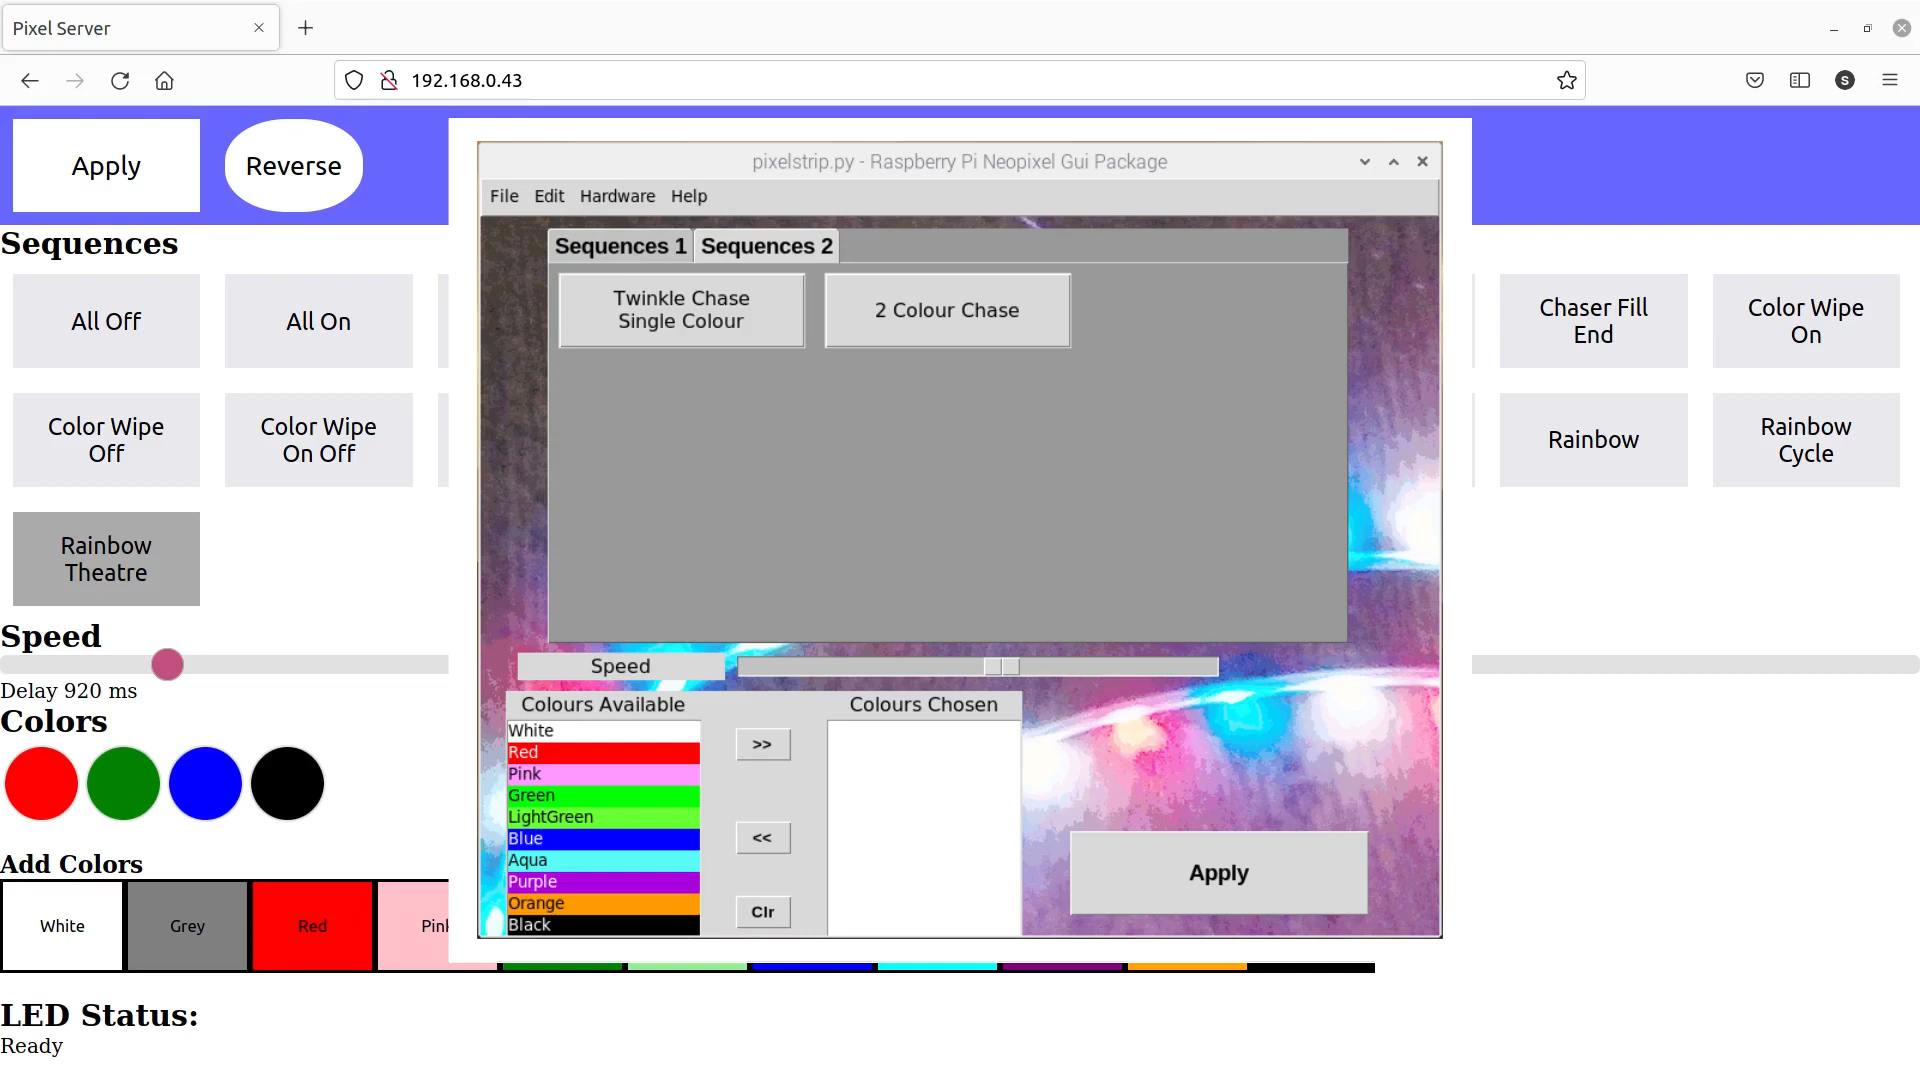 Pixel Server
192.168.0.43
Apply
Reverse
Sequences
All Off
All On
Chaser Fill
End
Color Wipe
On
Color Wipe
Off
Color Wipe
On Off
Rainbow
Rainbow
Cycle
Rainbow
Theatre
Speed
Delay 920 ms
Colors
Add Colors
White
Grey
Red
Pink
LED Status:
Ready
pixelstrip.py - Raspberry Pi Neopixel Gui Package
File Edit Hardware Help
Sequences 1 Sequences 2
Twinkle Chase
Single Colour
2 Colour Chase
Speed
Colours Available
Colours Chosen
White
Red
Pink
Green
LightGreen
Blue
Aqua
Purple
Orange
Black
>>
<<
Clr
Apply
S